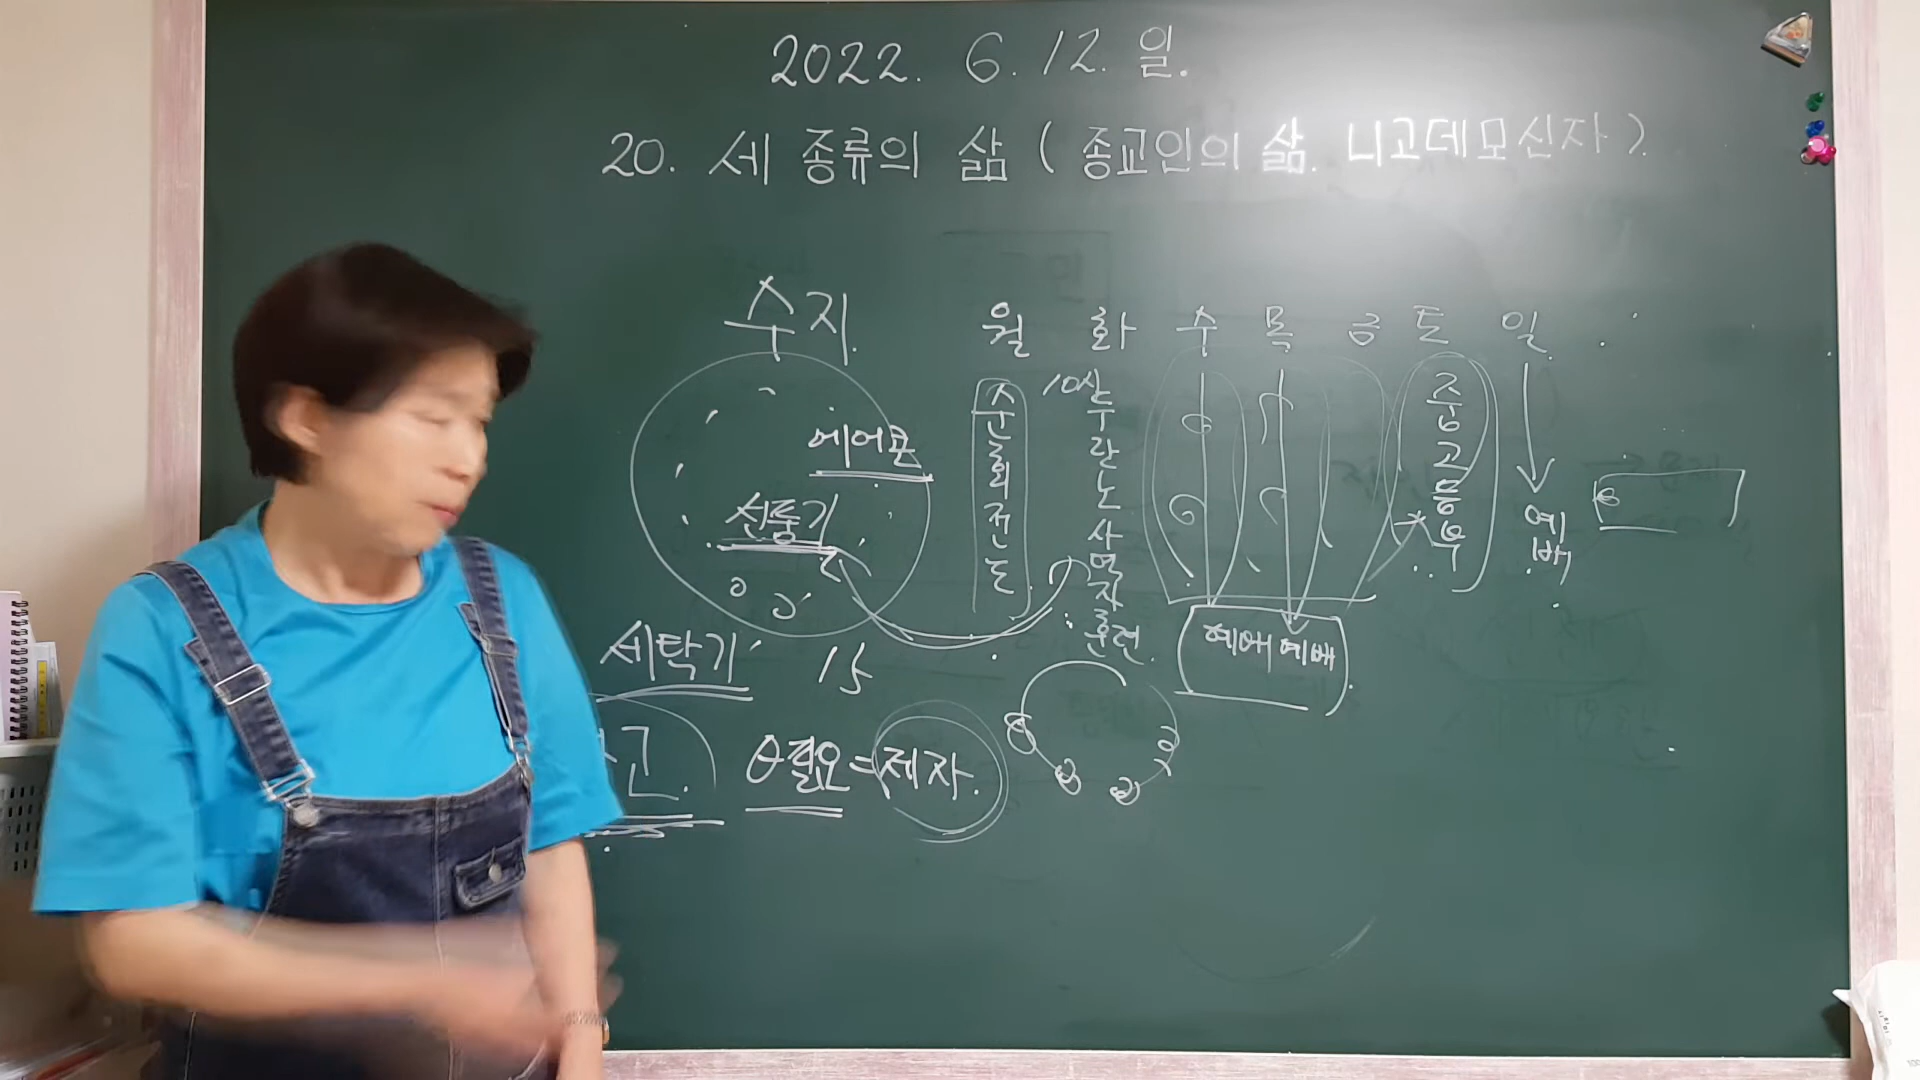 2022. 6. 12. 일.
20. 세 종류의 삶 ( 종교인의 삶. 니고데모신자 )
수지
월 화 수 목 금 토 일
에어콘
선풍기
세탁기
15
고.
필요 = 제자.
순회전도
10시
두란노 사명자 훈련.
예배 예배
중고등부
예배